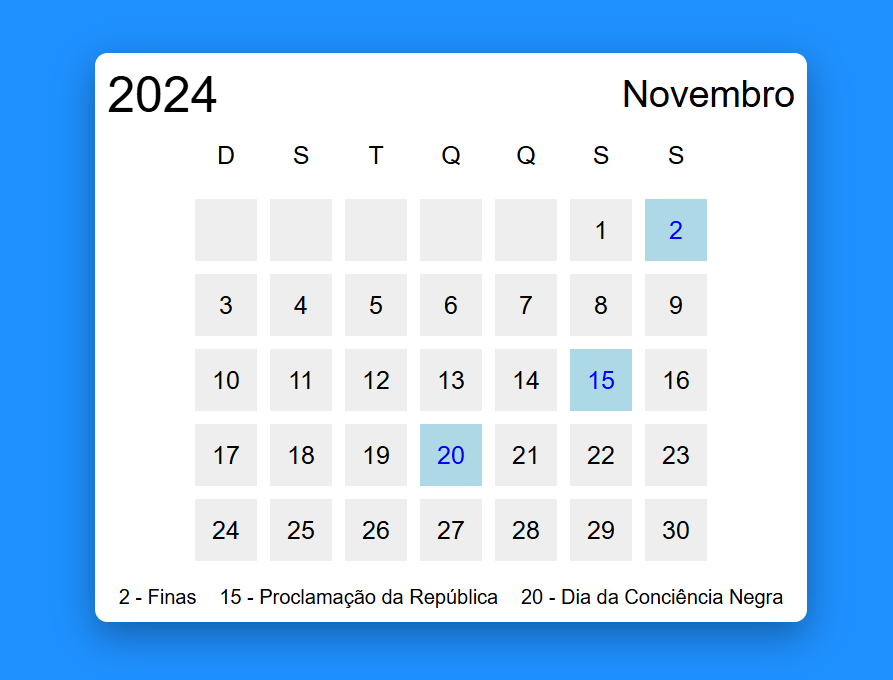 2024 Novembro
D S T Q Q S S
1 2
3 4 5 6 7 8 9
10 11 12 13 14 15 16
17 18 19 20 21 22 23
24 25 26 27 28 29 30
2 - Finas 15 - Proclamação da República 20 - Dia da Conciência Negra